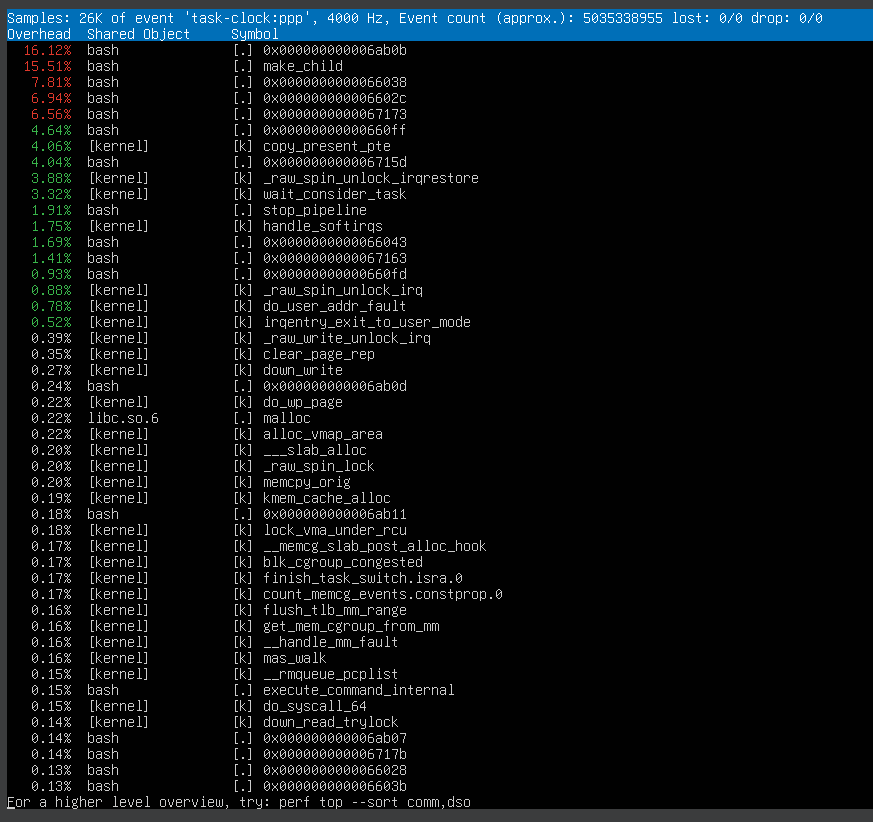 Samples: 26K of event 'task-clock:ppp', 4000 Hz, Event count (approx.): 5035338955 lost: 0/0 drop: 0/0
Overhead  Shared Object     Symbol
16.12%  bash              [.] 0x000000000006ab0b
15.51%  bash              [.] make_child
7.81%  bash              [.] 0x0000000000066038
6.94%  bash              [.] 0x000000000006602c
6.56%  bash              [.] 0x0000000000067173
4.64%  bash              [.] 0x00000000000660ff
4.06%  [kernel]          [k] copy_present_pte
4.04%  bash              [.] 0x000000000006715d
3.88%  [kernel]          [k] _raw_spin_unlock_irqrestore
3.32%  [kernel]          [k] wait_consider_task
1.91%  bash              [.] stop_pipeline
1.75%  [kernel]          [k] handle_softirqs
1.69%  bash              [.] 0x0000000000066043
1.41%  bash              [.] 0x0000000000067163
0.93%  bash              [.] 0x00000000000660fd
0.88%  [kernel]          [k] _raw_spin_unlock_irq
0.78%  [kernel]          [k] do_user_addr_fault
0.52%  [kernel]          [k] irqentry_exit_to_user_mode
0.39%  [kernel]          [k] _raw_write_unlock_irq
0.35%  [kernel]          [k] clear_page_rep
0.27%  [kernel]          [k] down_write
0.24%  bash              [.] 0x000000000006ab0d
0.22%  [kernel]          [k] do_wp_page
0.22%  libc.so.6         [.] malloc
0.22%  [kernel]          [k] alloc_vmap_area
0.20%  [kernel]          [k] ___slab_alloc
0.20%  [kernel]          [k] _raw_spin_lock
0.20%  [kernel]          [k] memcpy_orig
0.19%  [kernel]          [k] kmem_cache_alloc
0.18%  bash              [.] 0x000000000006ab11
0.18%  [kernel]          [k] lock_vma_under_rcu
0.17%  [kernel]          [k] __memcg_slab_post_alloc_hook
0.17%  [kernel]          [k] blk_cgroup_congested
0.17%  [kernel]          [k] finish_task_switch.isra.0
0.17%  [kernel]          [k] count_memcg_events.constprop.0
0.16%  [kernel]          [k] flush_tlb_mm_range
0.16%  [kernel]          [k] get_mem_cgroup_from_mm
0.16%  [kernel]          [k] __handle_mm_fault
0.16%  [kernel]          [k] mas_walk
0.15%  [kernel]          [k] __rmqueue_pcplist
0.15%  bash              [.] execute_command_internal
0.15%  [kernel]          [k] do_syscall_64
0.14%  [kernel]          [k] down_read_trylock
0.14%  bash              [.] 0x000000000006ab07
0.14%  bash              [.] 0x000000000006717b
0.13%  bash              [.] 0x0000000000066028
0.13%  bash              [.] 0x000000000006603b
For a higher level overview, try: perf top --sort comm,dso